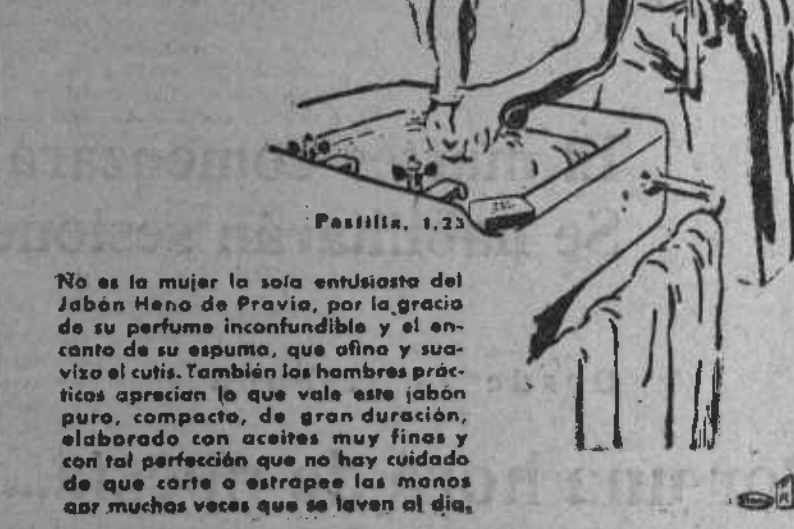 Pastilla, 1,25
No es la mujer la sola entusiasta del
Jabón Heno de Pravia, por la gracia
de su perfume inconfundible y el en-
canto de su espuma, que afina y sua-
viza el cutis. También los hombres prác-
ticos aprecian lo que vale este jabón
puro, compacto, de gran duración,
elaborado con aceites muy finos y
con tal perfección que no hay cuidado
de que corte o estropee las manos
por muchas veces que se laven al día.